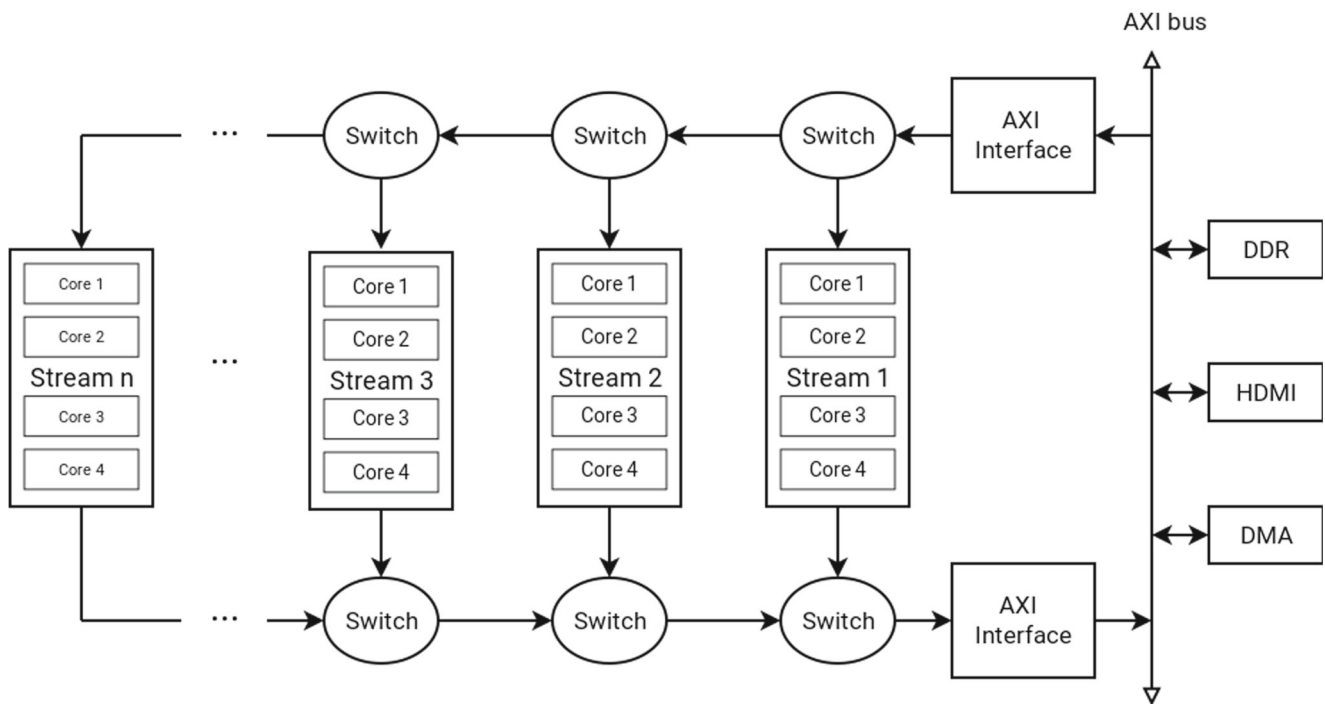 AXI bus
Switch
Switch
Switch
AXI
Interface
...
DDR
HDMI
DMA
Core 1
Core 2
Stream n
Core 3
Core 4
...
Core 1
Core 2
Stream 3
Core 3
Core 4
Core 1
Core 2
Stream 2
Core 3
Core 4
Core 1
Core 2
Stream 1
Core 3
Core 4
...
Switch
Switch
Switch
AXI
Interface